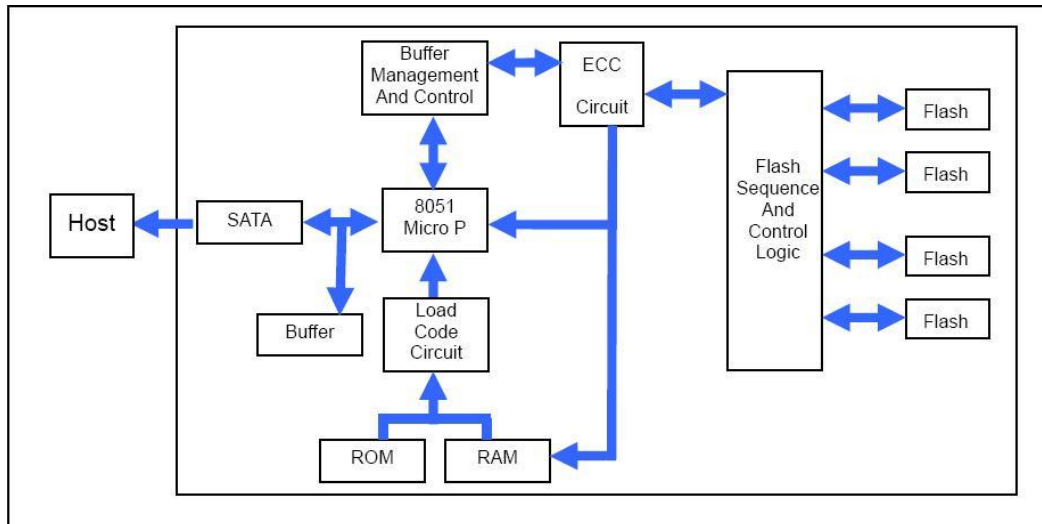 Buffer
Management
And Control
ECC
Circuit
Flash
Sequence
And
Control
Logic
Flash
Flash
Flash
Flash
Host
SATA
8051
Micro P
Buffer
Load
Code
Circuit
ROM
RAM